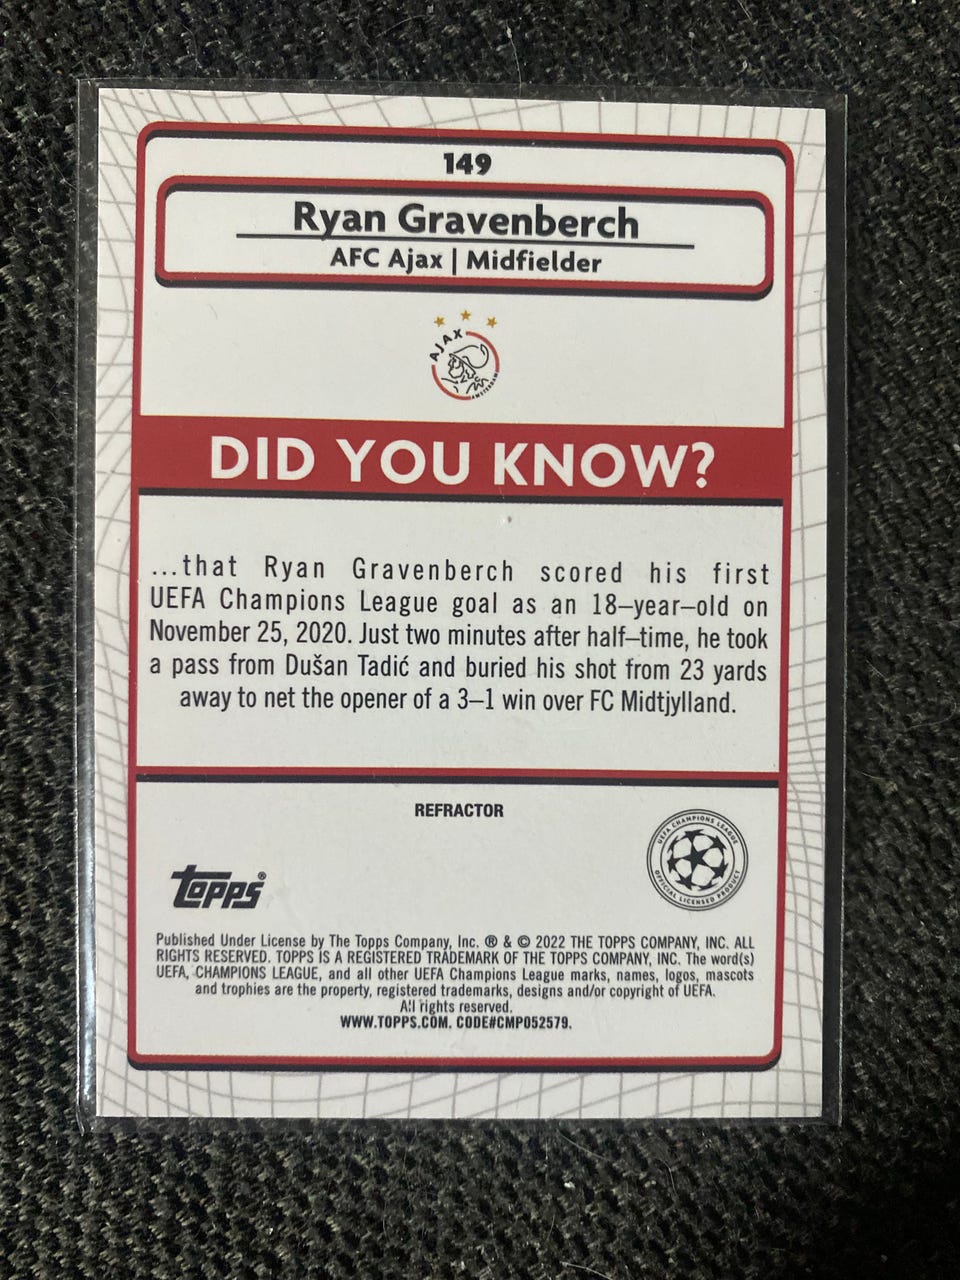 149
Ryan Gravenberch
AFC Ajax | Midfielder
AJAX
AMSTERDAM
DID YOU KNOW?
...that Ryan Gravenberch scored his first
UEFA Champions League goal as an 18–year–old on
November 25, 2020. Just two minutes after half–time, he took
a pass from Dušan Tadić and buried his shot from 23 yards
away to net the opener of a 3–1 win over FC Midtjylland.
REFRACTOR
topps®
UEFA CHAMPIONS LEAGUE
OFFICIAL LICENSED PRODUCT
Published Under License by The Topps Company, Inc. ® & © 2022 THE TOPPS COMPANY, INC. ALL
RIGHTS RESERVED. TOPPS IS A REGISTERED TRADEMARK OF THE TOPPS COMPANY, INC. The word(s)
UEFA, CHAMPIONS LEAGUE, and all other UEFA Champions League marks, names, logos, mascots
and trophies are the property, registered trademarks, designs and/or copyright of UEFA.
All rights reserved.
WWW.TOPPS.COM. CODE#CMP052579.